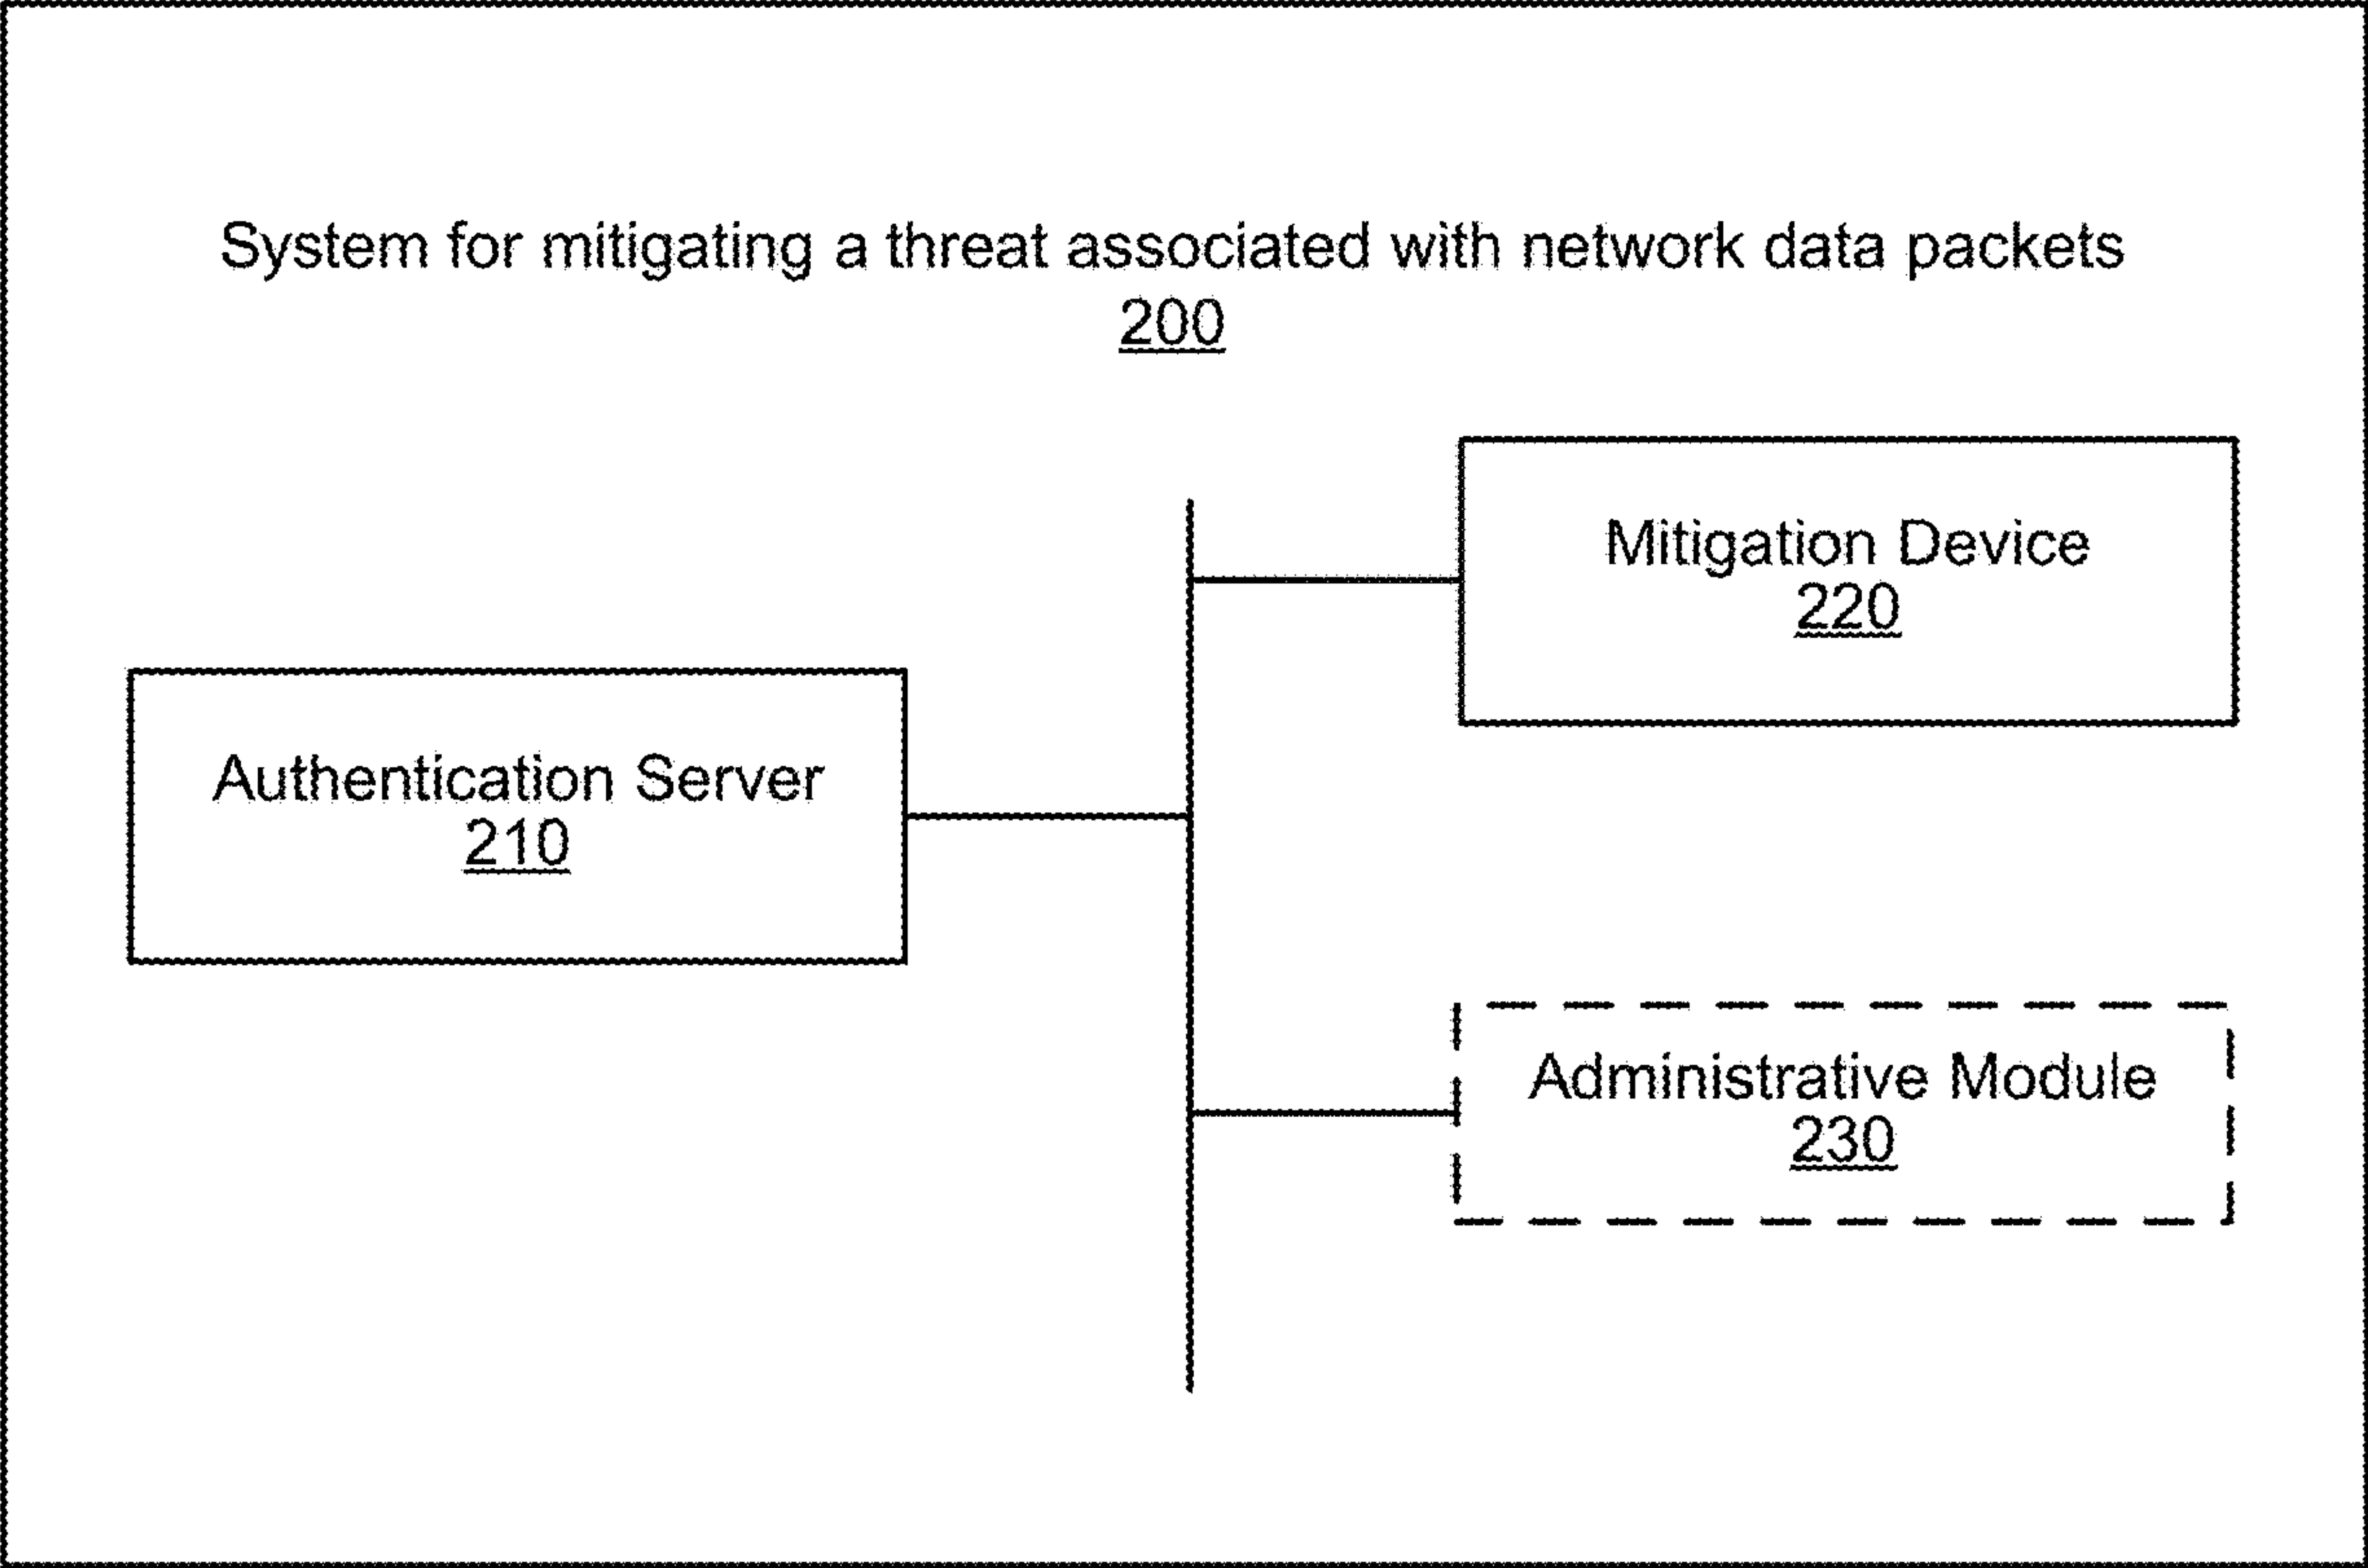 System for mitigating a threat associated with network data packets
200
Mitigation Device
220
Authentication Server
210
Administrative Module
230